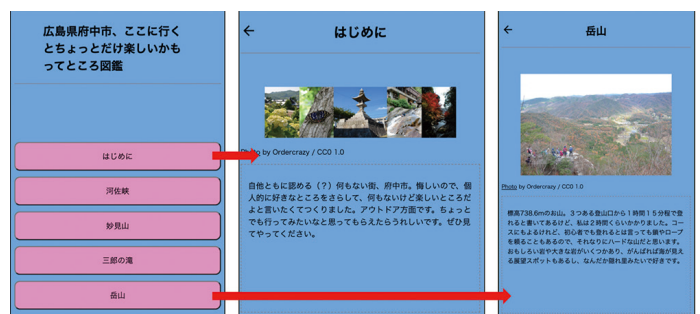 広島県府中市、ここに行く
とちょっとだけ楽しいかも
ってところ図鑑
はじめに
河佐峡
妙見山
三郎の滝
岳山
はじめに
Photo by Ordercrazy / CC0 1.0
自他ともに認める（？）何もない街、府中市。悔しいので、個
人的に好きなところをさらして、何もないけど楽しいところだ
よと言いたくてつくりました。アウトドア方面です。ちょっと
でも行ってみたいなと思ってもらえたらうれしいです。ぜひ見
てやってください。
岳山
Photo by Ordercrazy / CC0 1.0
標高738.6mのお山。３つある登山口から１時間１５分程で登
れると書いてあるけど、私は２時間くらいかかりました。コー
スにもよるけれど、初心者でも登れるとは言っても鎖やロープ
を頼ることもあるので、それなりにハードな山だと思います。
おもしろい岩や大きな岩がいくつかあり、がんばれば海が見え
る展望スポットもあるし、なんだか隠れ里みたいで好きです。